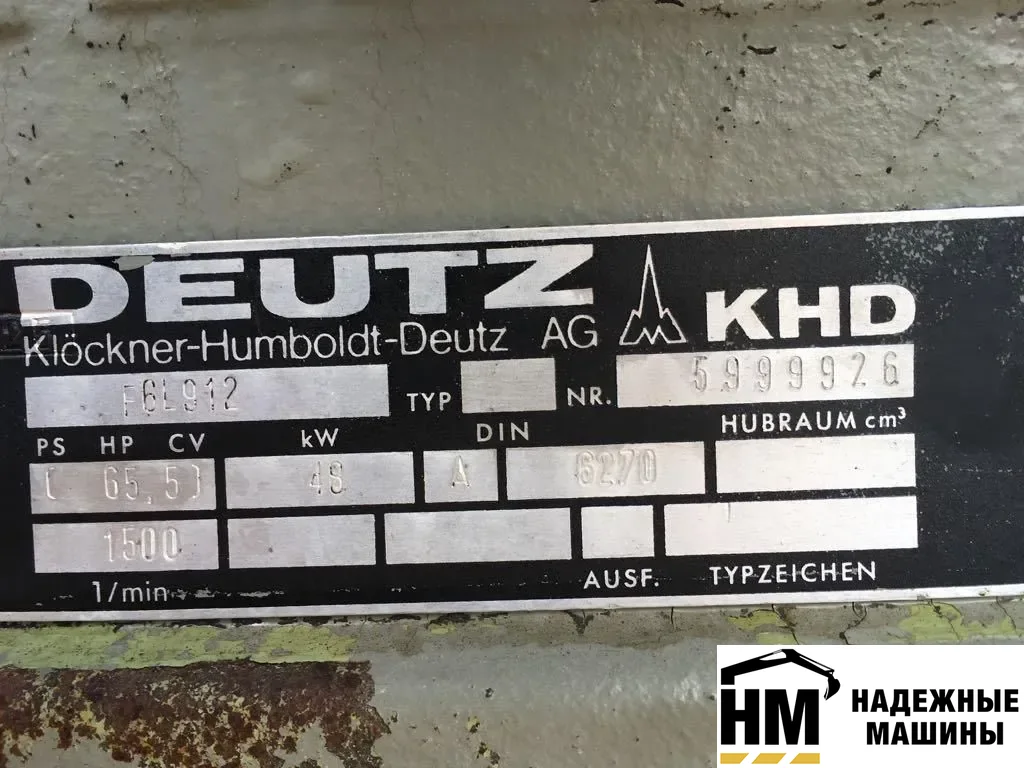 DEUTZ KHD
Klöckner-Humboldt-Deutz AG
F6L912 TYP NR. 5999926
PS HP CV kW DIN HUBRAUM cm³
( 65,5) 48 A 6270
1500
1/min AUSF. TYPZEICHEN
НМ НАДЕЖНЫЕ
МАШИНЫ